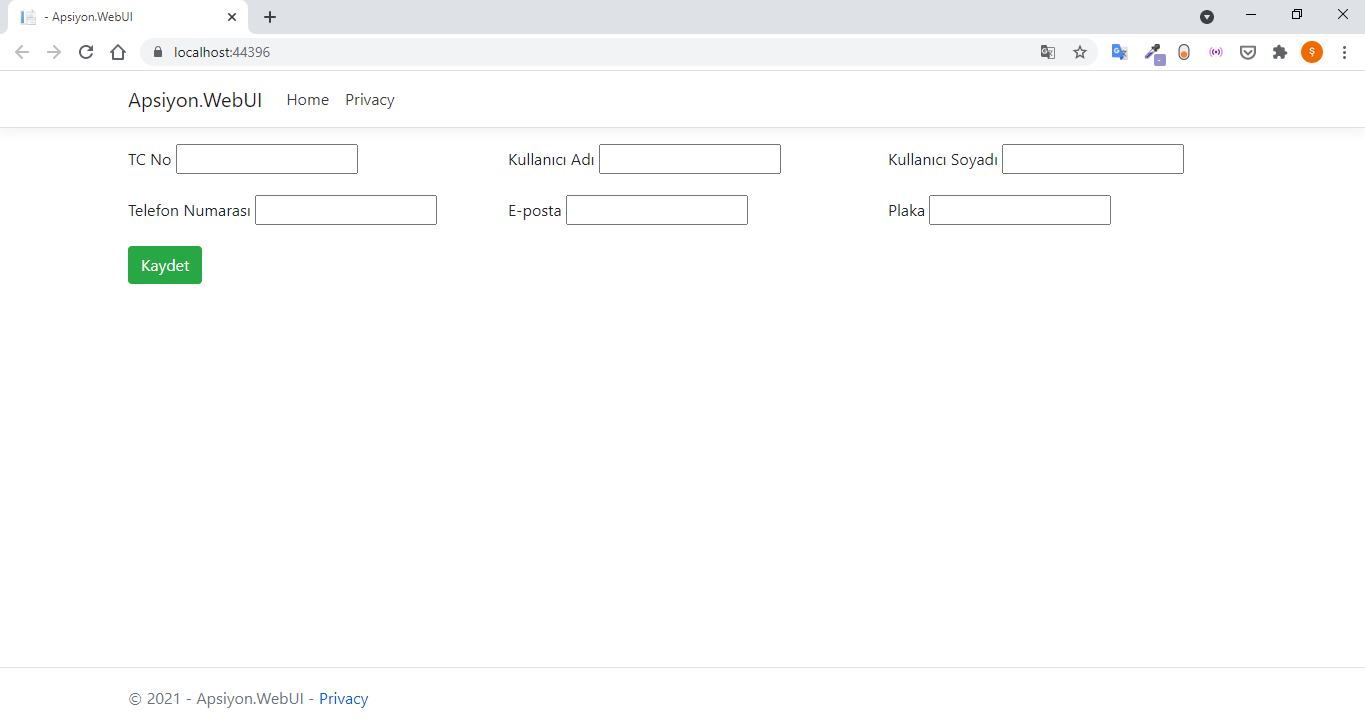 - Apsiyon.WebUI
localhost:44396
Ş
Apsiyon.WebUI Home Privacy
TC No Kullanıcı Adı Kullanıcı Soyadı
Telefon Numarası E-posta Plaka
Kaydet
© 2021 - Apsiyon.WebUI - Privacy